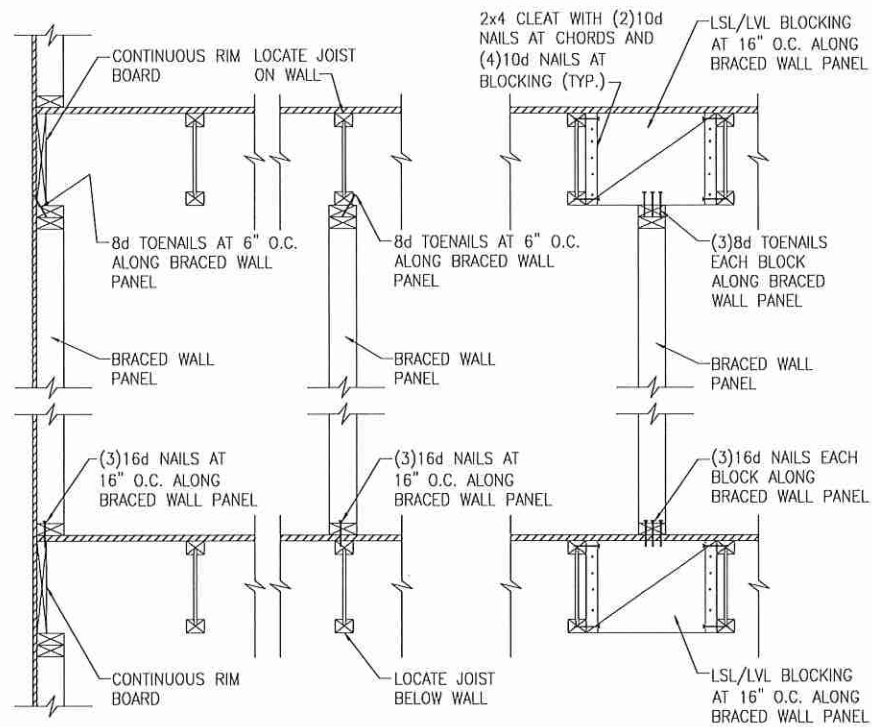 CONTINUOUS RIM
BOARD
LOCATE JOIST
ON WALL
2x4 CLEAT WITH (2)10d
NAILS AT CHORDS AND
(4)10d NAILS AT
BLOCKING (TYP.)
LSL/LVL BLOCKING
AT 16" O.C. ALONG
BRACED WALL PANEL
8d TOENAILS AT 6" O.C.
ALONG BRACED WALL
PANEL
8d TOENAILS AT 6" O.C.
ALONG BRACED WALL
PANEL
(3)8d TOENAILS
EACH BLOCK
ALONG BRACED
WALL PANEL
BRACED WALL
PANEL
BRACED WALL
PANEL
BRACED WALL
PANEL
(3)16d NAILS AT
16" O.C. ALONG
BRACED WALL PANEL
(3)16d NAILS AT
16" O.C. ALONG
BRACED WALL PANEL
(3)16d NAILS EACH
BLOCK ALONG
BRACED WALL PANEL
CONTINUOUS RIM
BOARD
LOCATE JOIST
BELOW WALL
LSL/LVL BLOCKING
AT 16" O.C. ALONG
BRACED WALL PANEL